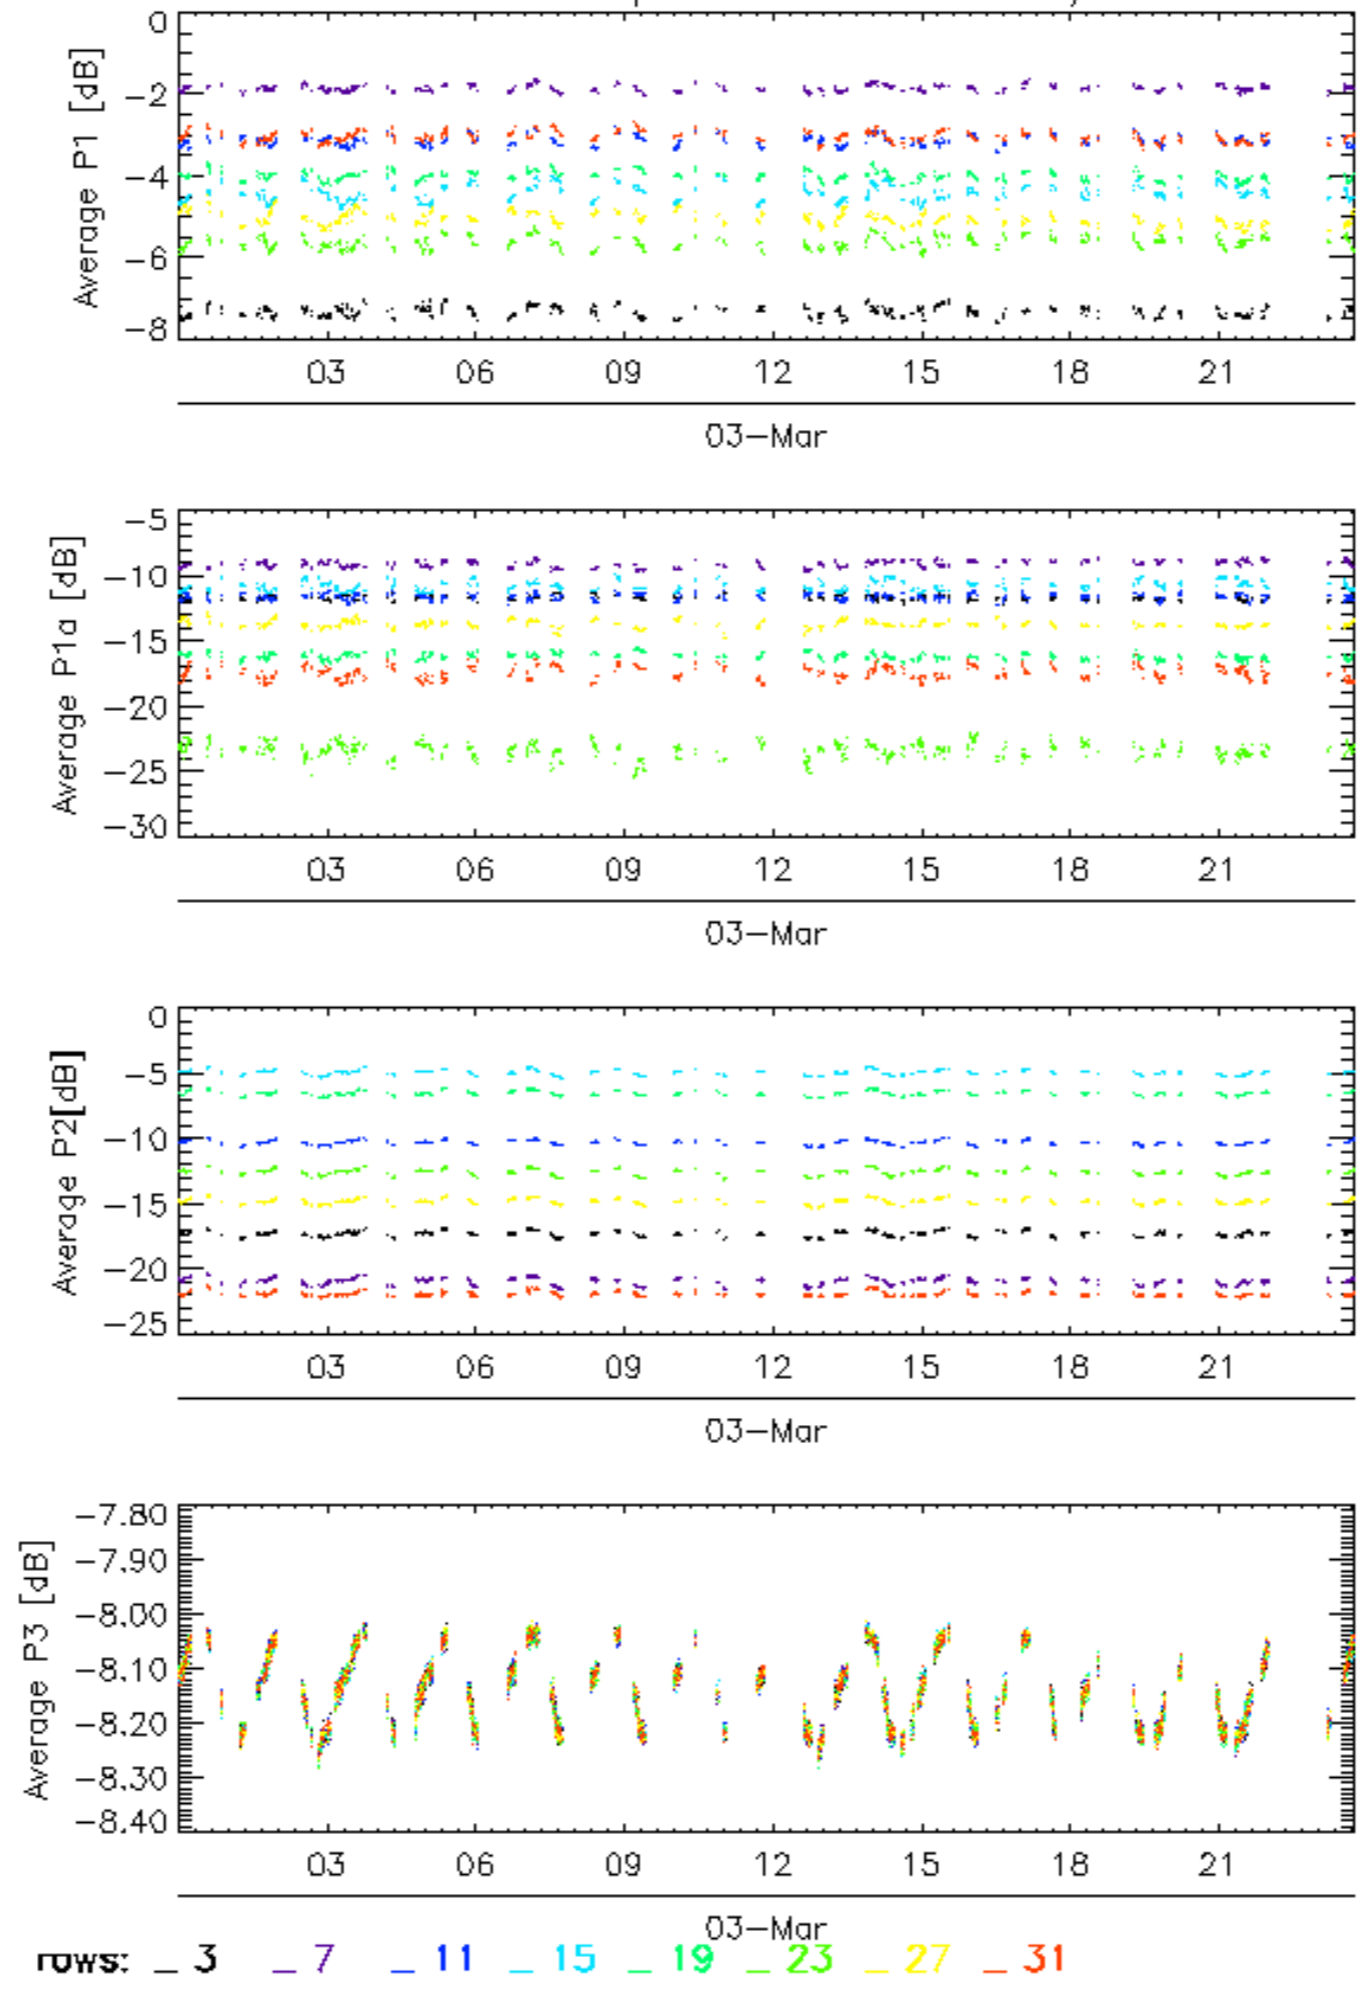 0
−2
−4
−6
−8
Average P1 [dB]
03 06 09 12 15 18 21
03−Mar
−5
−10
−15
−20
−25
−30
Average P1a [dB]
03 06 09 12 15 18 21
03−Mar
0
−5
−10
−15
−20
−25
Average P2[dB]
03 06 09 12 15 18 21
03−Mar
−7.80
−7.90
−8.00
−8.10
−8.20
−8.30
−8.40
Average P3 [dB]
03 06 09 12 15 18 21
03−Mar
rows: _ 3 _ 7 _ 11 _ 15 _ 19 _ 23 _ 27 _ 31